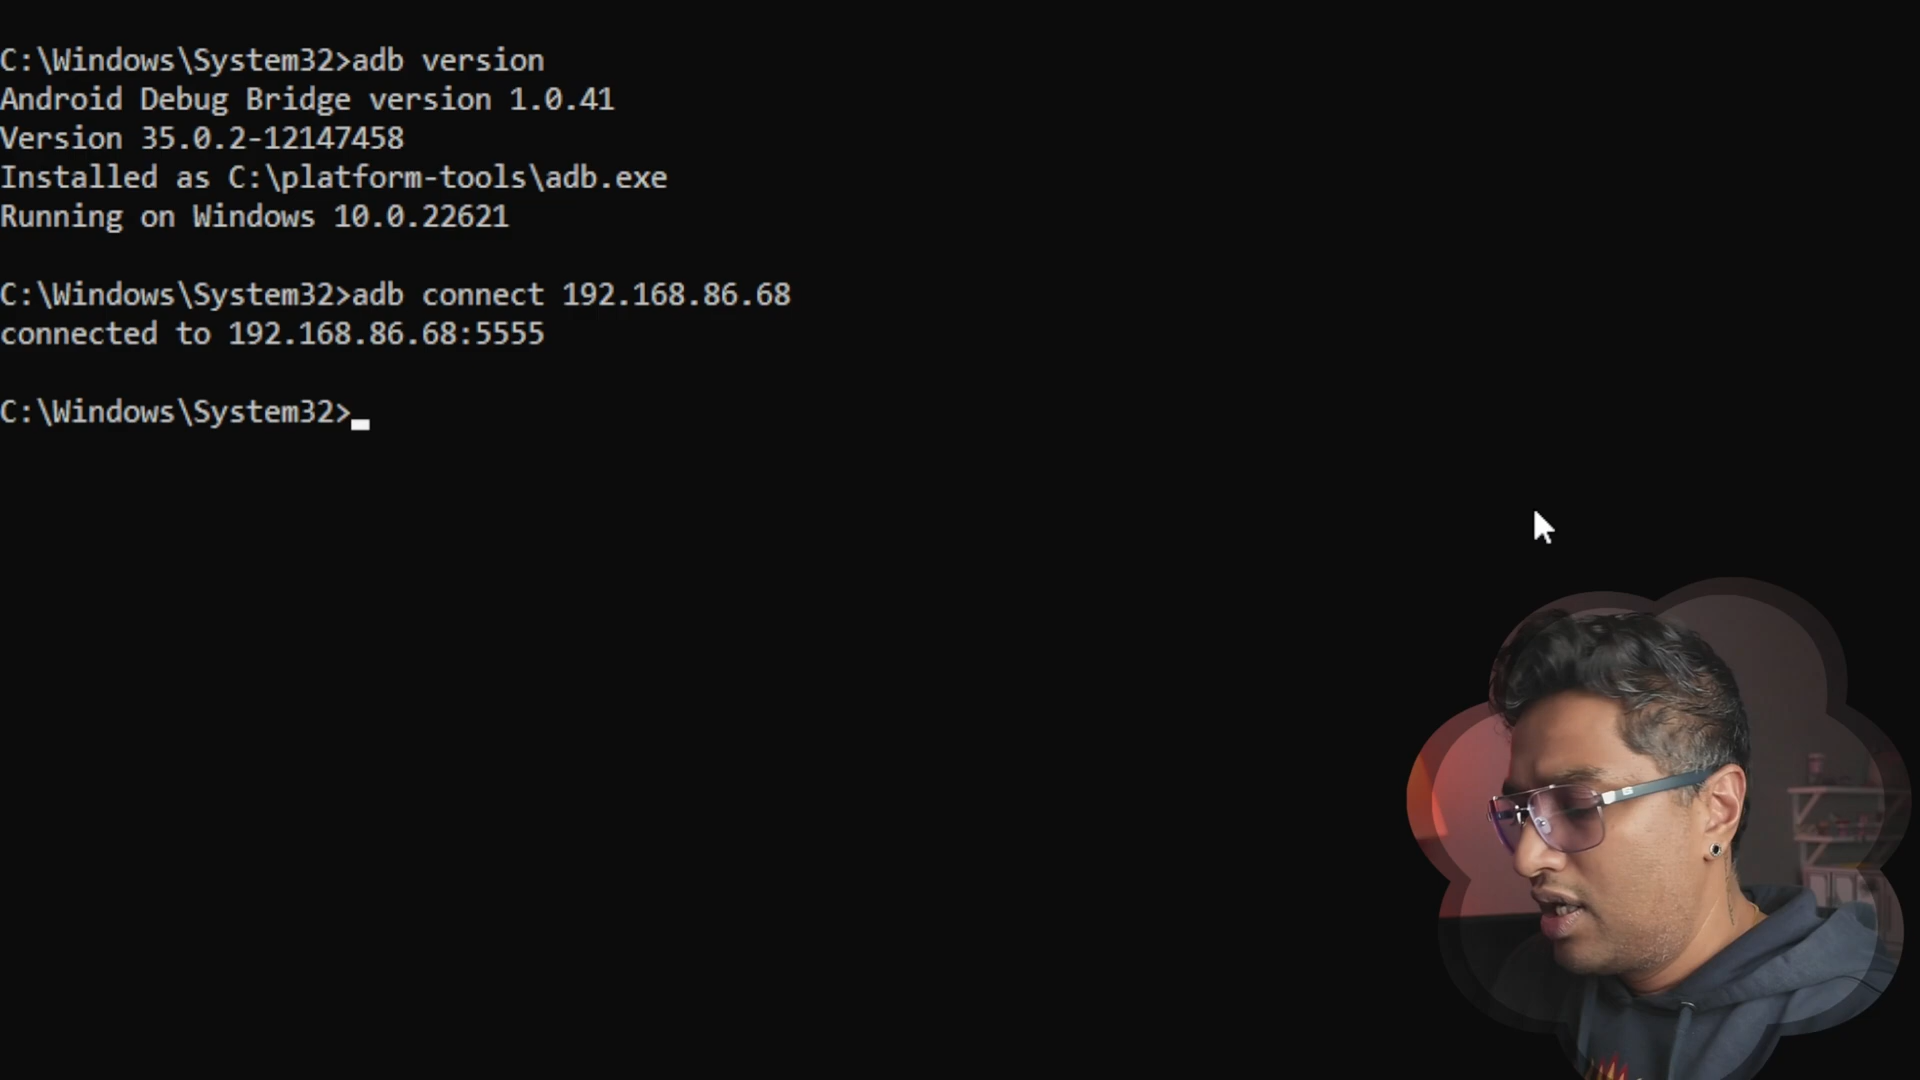 C:\Windows\System32>adb version
Android Debug Bridge version 1.0.41
Version 35.0.2-12147458
Installed as C:\platform-tools\adb.exe
Running on Windows 10.0.22621
C:\Windows\System32>adb connect 192.168.86.68
connected to 192.168.86.68:5555
C:\Windows\System32>